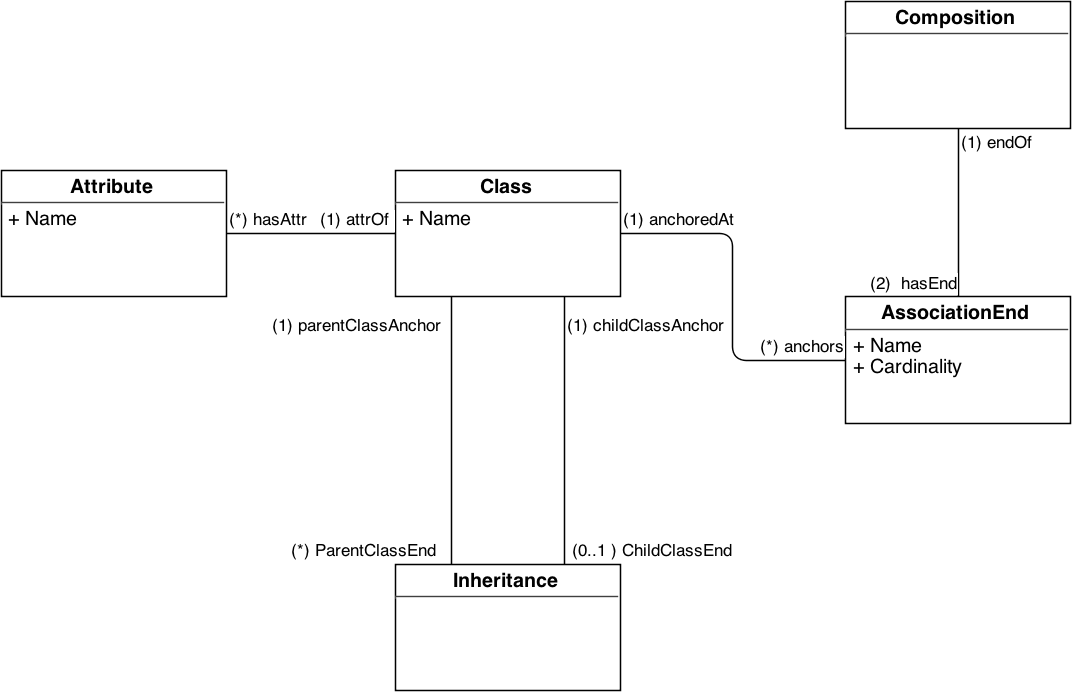 Composition
(1) endOf
Attribute
+ Name
(*) hasAttr
(1) attrOf
Class
+ Name
(1) anchoredAt
(2) hasEnd
AssociationEnd
+ Name
+ Cardinality
(*) anchors
(1) parentClassAnchor
(1) childClassAnchor
(*) ParentClassEnd
(0..1 ) ChildClassEnd
Inheritance